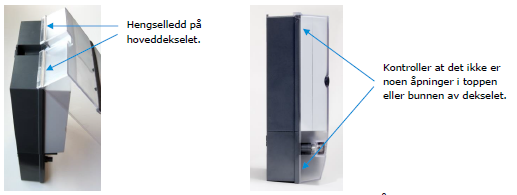 Hengselledd på
hoveddekselet.
Kontroller at det ikke er
noen åpninger i toppen
eller bunnen av dekselet.